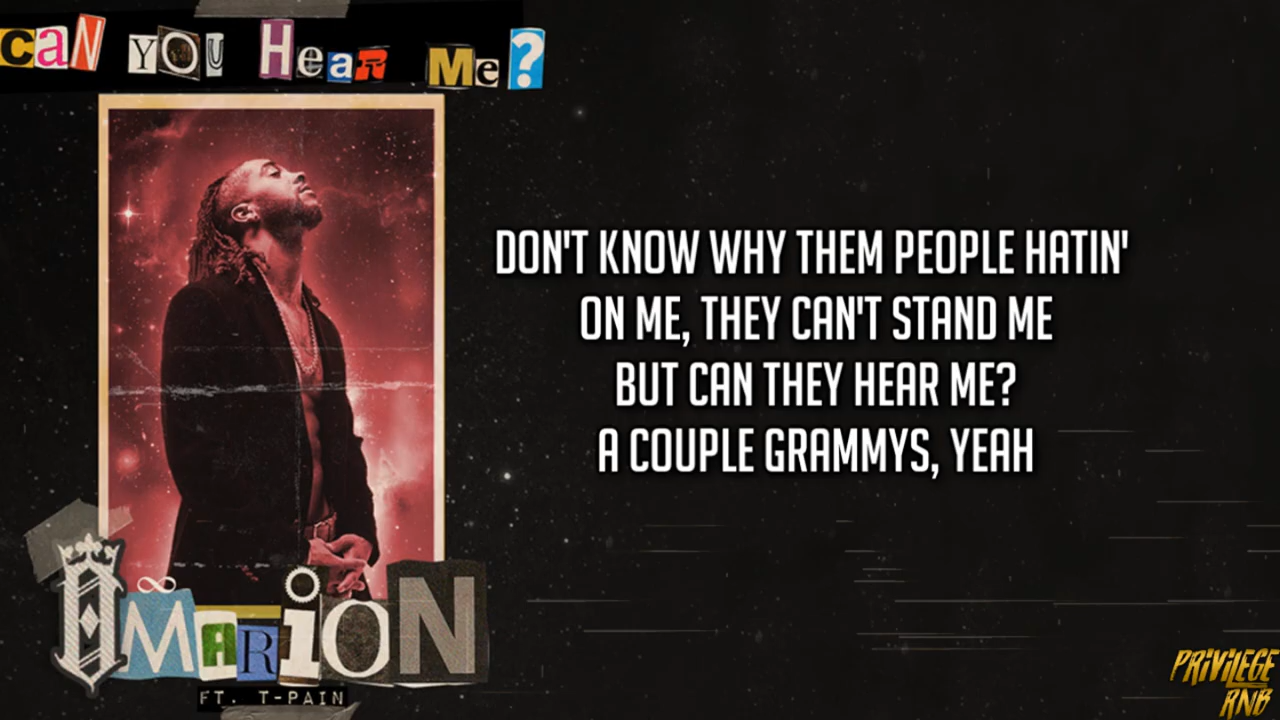 CaN YOU HeaR Me?
DON'T KNOW WHY THEM PEOPLE HATIN'
ON ME, THEY CAN'T STAND ME
BUT CAN THEY HEAR ME?
A COUPLE GRAMMYS, YEAH
OMARiON
FT. T-PAIN
PRiViLEGE
RNB